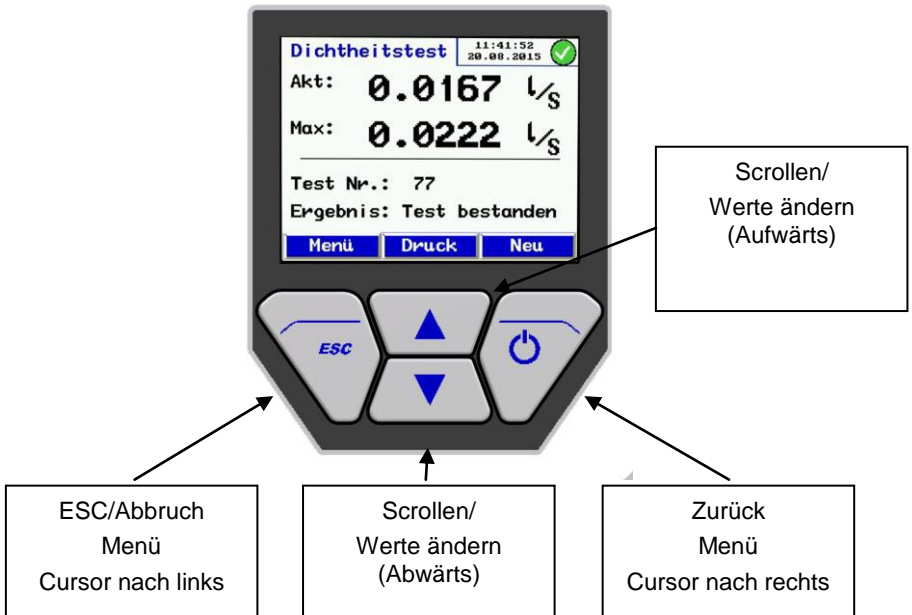 Dichtheitstest
11:41:52
20.08.2015
Akt: 0.0167 l/s
Max: 0.0222 l/s
Test Nr.: 77
Ergebnis: Test bestanden
Menü Druck Neu
Scrollen/
Werte ändern
(Aufwärts)
ESC
ESC/Abbruch
Menü
Cursor nach links
Scrollen/
Werte ändern
(Abwärts)
Zurück
Menü
Cursor nach rechts